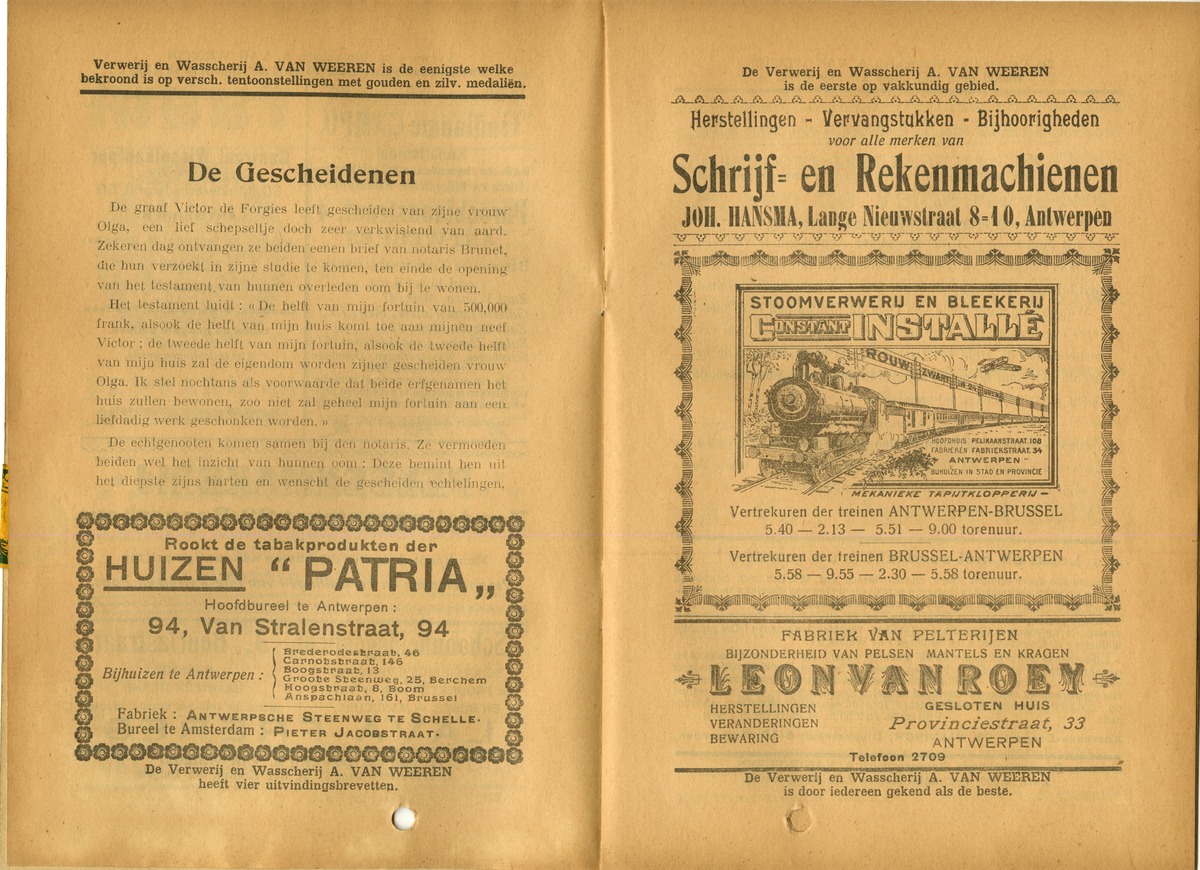 Verwerij en Wasscherij A. VAN WEEREN is de eenigste welke
bekroond is op versch. tentoonstellingen met gouden en zilv. medaliën.
De Gescheidenen
De graaf Victor de Forgies leeft gescheiden van zijne vrouw
Olga, een lief schepseltje doch zeer verkwistend van aard.
Zekeren dag ontvangen ze beiden eenen brief van notaris Brunet,
die hun verzoekt in zijne studie te komen, ten einde de opening
van het testament van hunnen overleden oom bij te wonen.
Het testament luidt : « De helft van mijn fortuin van 500,000
frank, alsook de helft van mijn huis komt toe aan mijnen neef
Victor ; de tweede helft van mijn fortuin, alsook de tweede helft
van mijn huis zal de eigendom worden zijner gescheiden vrouw
Olga. Ik stel nochtans als voorwaarde dat beide erfgenamen het
huis zullen bewonen, zoo niet zal geheel mijn fortuin aan een
liefdadig werk geschonken worden. »
De echtgenooten komen samen bij den notaris. Ze vermoeden
beiden wel het inzicht van hunnen oom : Deze bemint hen uit
het diepste zijns harten en wenscht de gescheiden echtelingen,
Rookt de tabakprodukten der
HUIZEN “ PATRIA „
Hoofdbureel te Antwerpen :
94, Van Stralenstraat, 94
Bijhuizen te Antwerpen :
Brederodestraat, 46
Carnotstraat, 146
Boogstraat, 13
Groote Steenweg, 25, Berchem
Hoogstraat, 8, Boom
Anspachlaan, 161, Brussel
Fabriek : ANTWERPSCHE STEENWEG TE SCHELLE.
Bureel te Amsterdam : PIETER JACOBSTRAAT.
De Verwerij en Wasscherij A. VAN WEEREN
heeft vier uitvindingsbrevetten.
De Verwerij en Wasscherij A. VAN WEEREN
is de eerste op vakkundig gebied.
Herstellingen - Vervangstukken - Bijhoorigheden
voor alle merken van
Schrijf= en Rekenmachienen
JOH. HANSMA, Lange Nieuwstraat 8=10, Antwerpen
STOOMVERWERIJ EN BLEEKERIJ
CONSTANT INSTALLÉ
ROUW ZWART IN 24 UREN
HOOFDHUIS PELIKAANSTRAAT. 108
FABRIEKEN FABRIEKSTRAAT. 34
ANTWERPEN -
BIJHUIZEN IN STAD EN PROVINCIE
MEKANIEKE TAPIJTKLOPPERIJ -
Vertrekuren der treinen ANTWERPEN-BRUSSEL
5.40 — 2.13 — 5.51 — 9.00 torenuur.
Vertrekuren der treinen BRUSSEL-ANTWERPEN
5.58 — 9.55 — 2.30 — 5.58 torenuur.
FABRIEK VAN PELTERIJEN
BIJZONDERHEID VAN PELSEN MANTELS EN KRAGEN
LEON VAN ROEY
HERSTELLINGEN
VERANDERINGEN
BEWARING
GESLOTEN HUIS
Provinciestraat, 33
ANTWERPEN
Telefoon 2709
De Verwerij en Wasscherij A. VAN WEEREN
is door iedereen gekend als de beste.